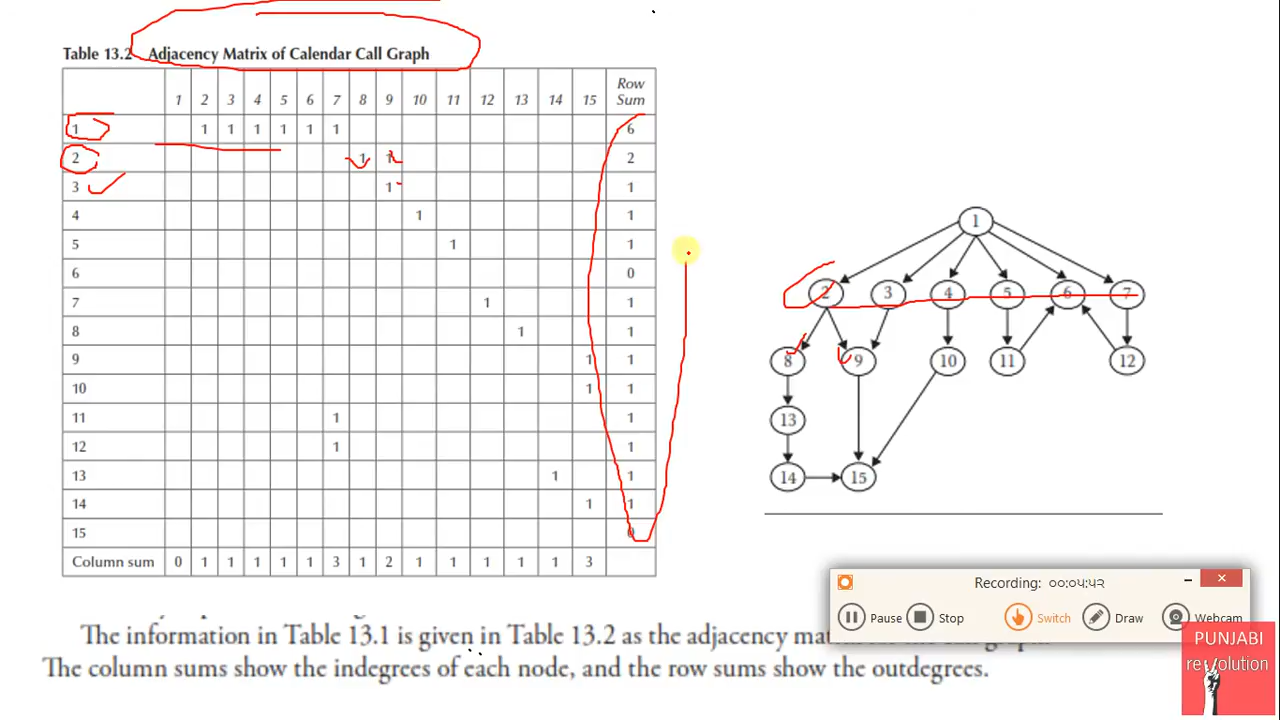 Table 13.2 Adjacency Matrix of Calendar Call Graph
1 2 3 4 5 6 7 8 9 10 11 12 13 14 15 Row Sum
1 1 1 1 1 1 1 6
2 1 1 2
3 1 1
4 1 1
5 1 1
6 0
7 1 1
8 1 1
9 1 1
10 1 1
11 1 1
12 1 1
13 1 1
14 1 1
15 0
Column sum 0 1 1 1 1 1 3 1 2 1 1 1 1 1 3
1
2 3 4 5 6 7
8 9 10 11 12
13
14 15
Recording: ००:०५:५२
Pause Stop Switch Draw Webcam
The information in Table 13.1 is given in Table 13.2 as the adjacency
The column sums show the indegrees of each node, and the row sums show the outdegrees.
PUNJABI
revolution